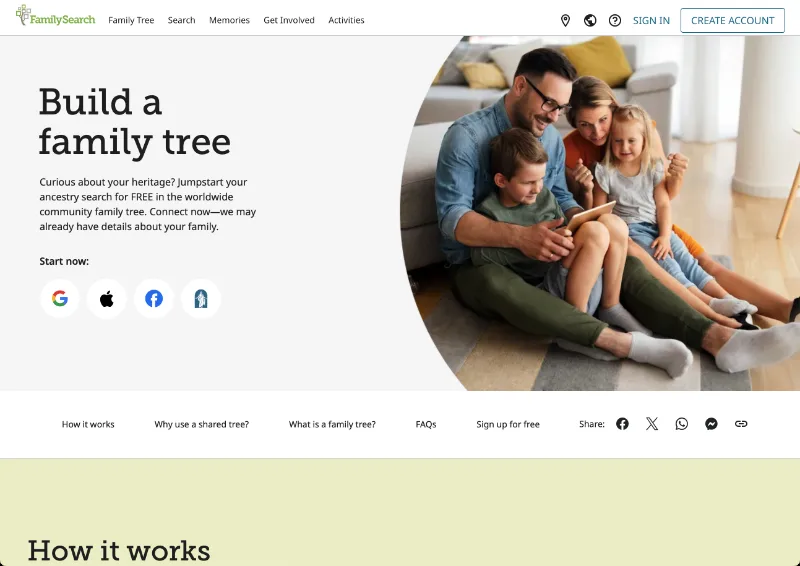 FamilySearch
Family Tree
Search
Memories
Get Involved
Activities
SIGN IN
CREATE ACCOUNT
Build a
family tree
Curious about your heritage? Jumpstart your
ancestry search for FREE in the worldwide
community family tree. Connect now—we may
already have details about your family.
Start now:
How it works
Why use a shared tree?
What is a family tree?
FAQs
Sign up for free
Share:
How it works